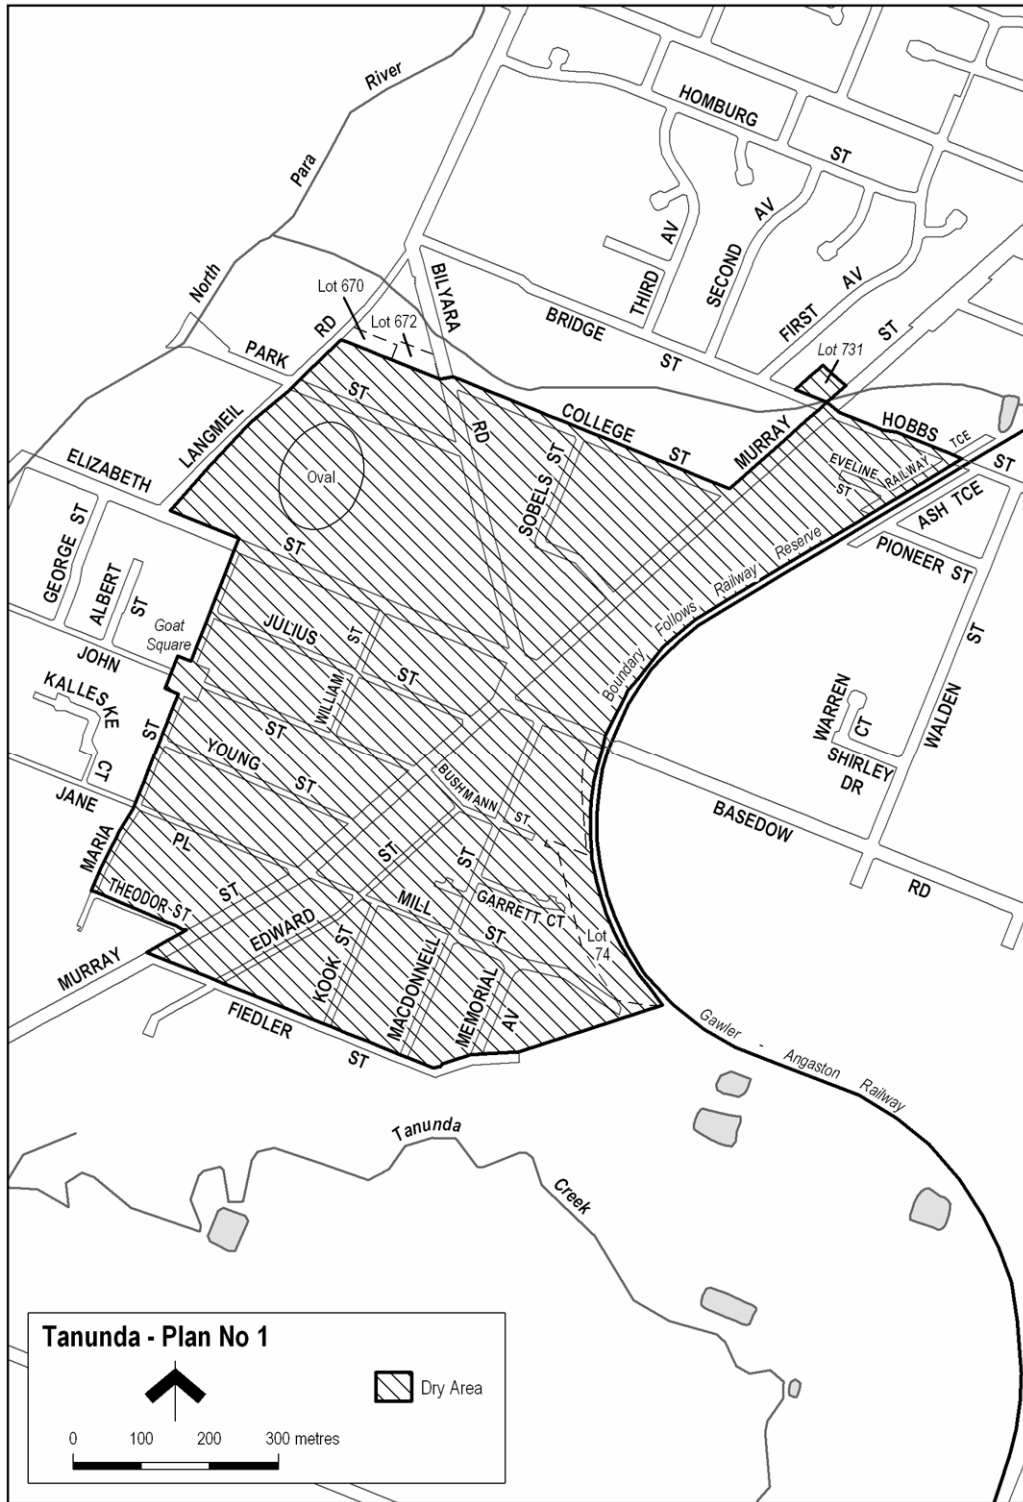 River
Para
North
HOMBURG
ST
Lot 670
Lot 672
BILYARA
RD
THIRD
AV
SECOND
AV
FIRST
AV
ST
BRIDGE
ST
Lot 731
PARK
ST
RD
LANGMEIL
COLLEGE
ST
MURRAY
HOBBS
ST
TCE
RAILWAY
EVELINE
ST
ASH TCE
PIONEER ST
ELIZABETH
ST
Oval
SOBELS ST
GEORGE ST
ALBERT
ST
Goat
Square
JOHN
ST
JULIUS
ST
WILLIAM
ST
Boundary Follows Railway Reserve
KALLESKE
CT
ST
YOUNG
ST
BUSHMANN
ST
WARREN
CT
SHIRLEY
DR
WALDEN
ST
JANE
PL
MARIA
BASEDOW
RD
THEODOR ST
ST
MURRAY
EDWARD
ST
MILL
ST
GARRETT CT
KOOK ST
MACDONNELL
ST
MEMORIAL
AV
Lot
74
FIEDLER
ST
Gawler - Angaston Railway
Tanunda
Creek
Tanunda - Plan No 1
Dry Area
0 100 200 300 metres